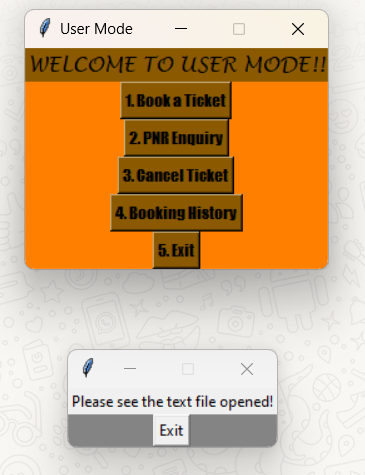 User Mode
WELCOME TO USER MODE!!
1. Book a Ticket
2. PNR Enquiry
3. Cancel Ticket
4. Booking History
5. Exit
Please see the text file opened!
Exit